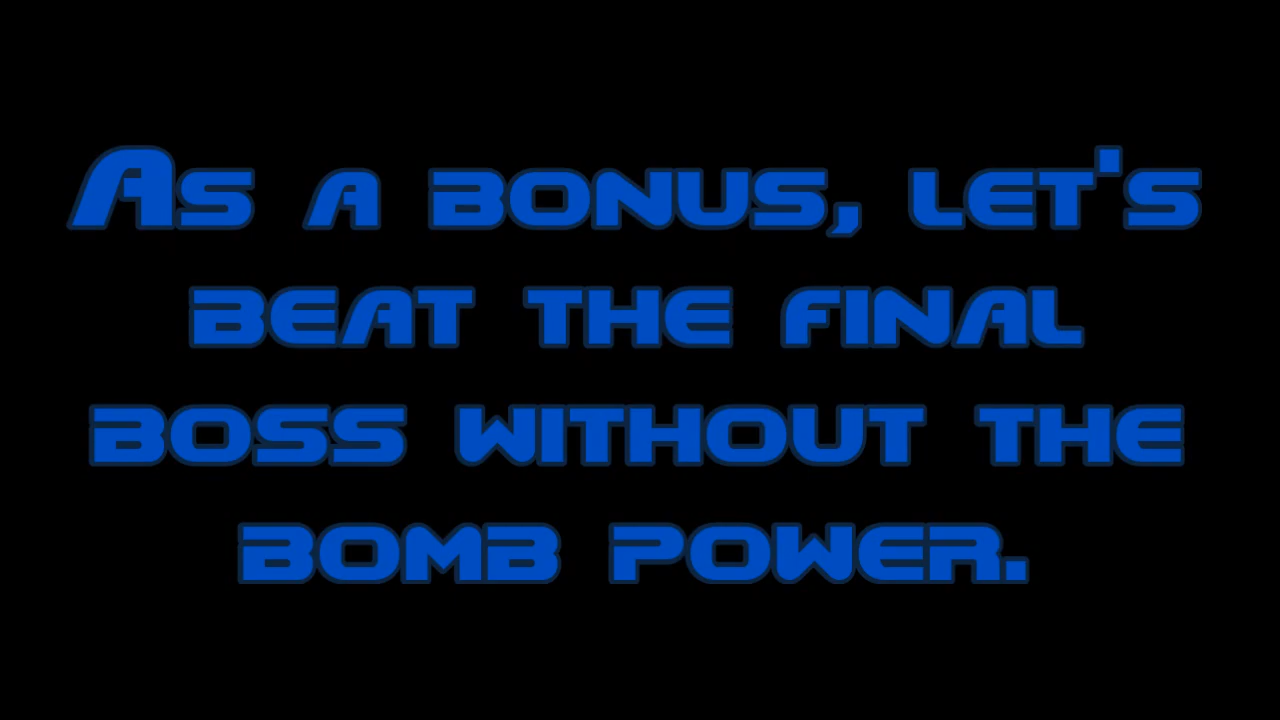 As a bonus, let's
beat the final
boss without the
bomb power.